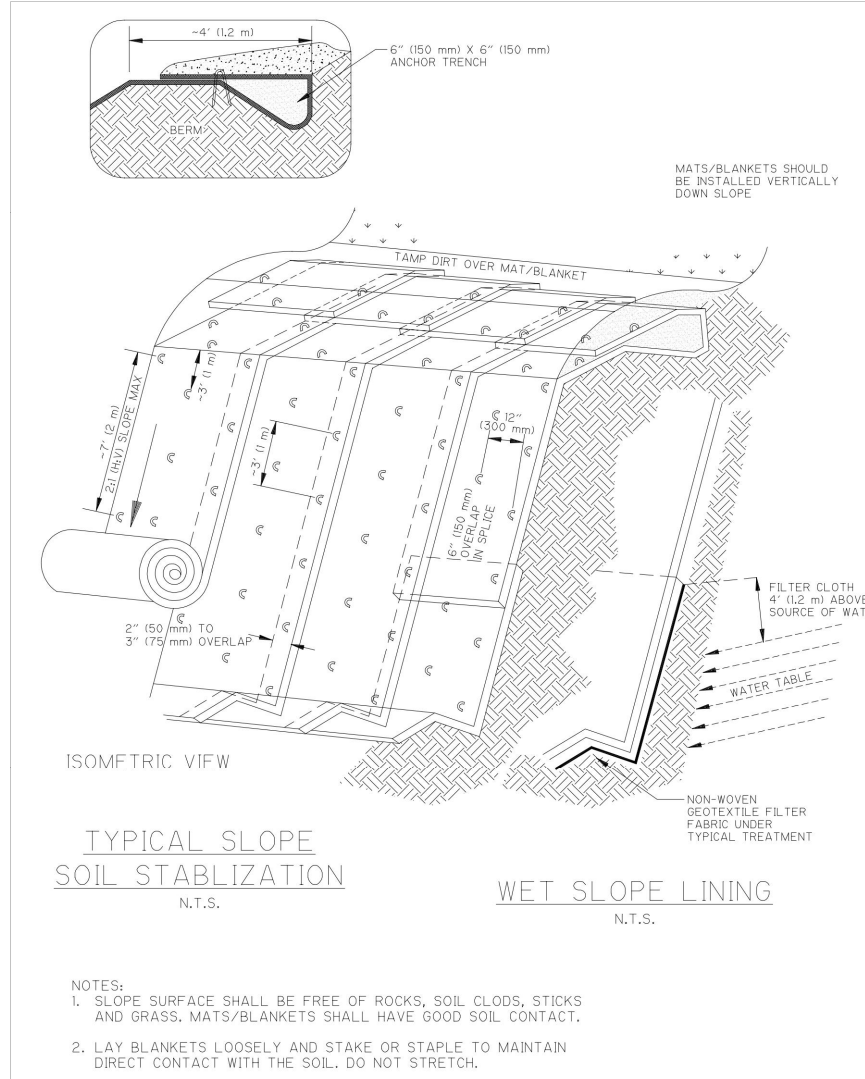 ~4' (1.2 m)
6" (150 mm) X 6" (150 mm)
ANCHOR TRENCH
BERM
MATS/BLANKETS SHOULD
BE INSTALLED VERTICALLY
DOWN SLOPE
TAMP DIRT OVER MAT/BLANKET
~7' (2 m)
2:1 (H:V) SLOPE MAX
~3' (1 m)
~3' (1 m)
12"
(300 mm)
6" (150 mm)
OVERLAP
IN SPLICE
2" (50 mm) TO
3" (75 mm) OVERLAP
FILTER CLOTH
4' (1.2 m) ABOVE
SOURCE OF WAT
WATER TABLE
ISOMETRIC VIEW
NON-WOVEN
GEOTEXTILE FILTER
FABRIC UNDER
TYPICAL TREATMENT
TYPICAL SLOPE
SOIL STABLIZATION
N.T.S.
WET SLOPE LINING
N.T.S.
NOTES:
1. SLOPE SURFACE SHALL BE FREE OF ROCKS, SOIL CLODS, STICKS
AND GRASS. MATS/BLANKETS SHALL HAVE GOOD SOIL CONTACT.
2. LAY BLANKETS LOOSELY AND STAKE OR STAPLE TO MAINTAIN
DIRECT CONTACT WITH THE SOIL. DO NOT STRETCH.